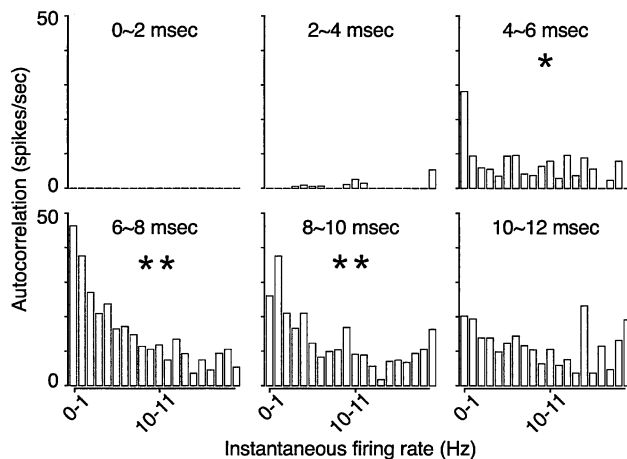 50
0~2 msec
2~4 msec
4~6 msec
*
0
Autocorrelation (spikes/sec)
50
6~8 msec
8~10 msec
10~12 msec
**
**
0
0-1
10-11
0-1
10-11
0-1
10-11
Instantaneous firing rate (Hz)